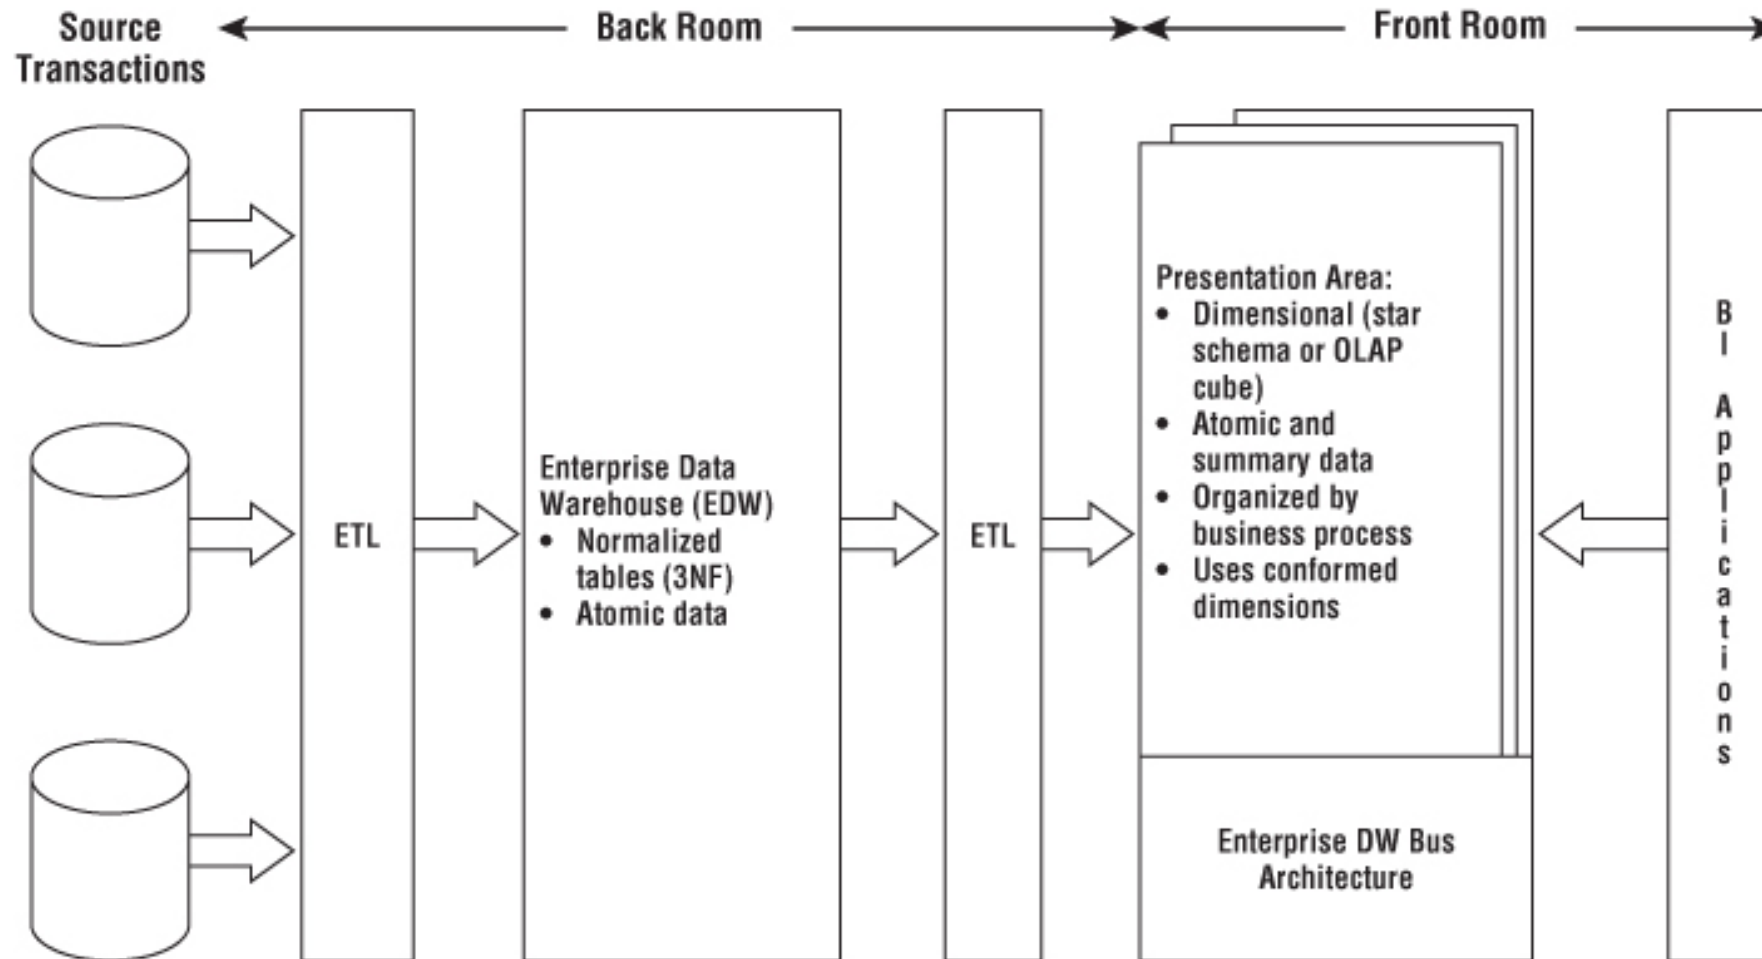 Source
Transactions
Back Room
Front Room
ETL
Enterprise Data
Warehouse (EDW)
• Normalized
tables (3NF)
• Atomic data
ETL
Presentation Area:
• Dimensional (star
schema or OLAP
cube)
• Atomic and
summary data
• Organized by
business process
• Uses conformed
dimensions
Enterprise DW Bus
Architecture
BI Applications